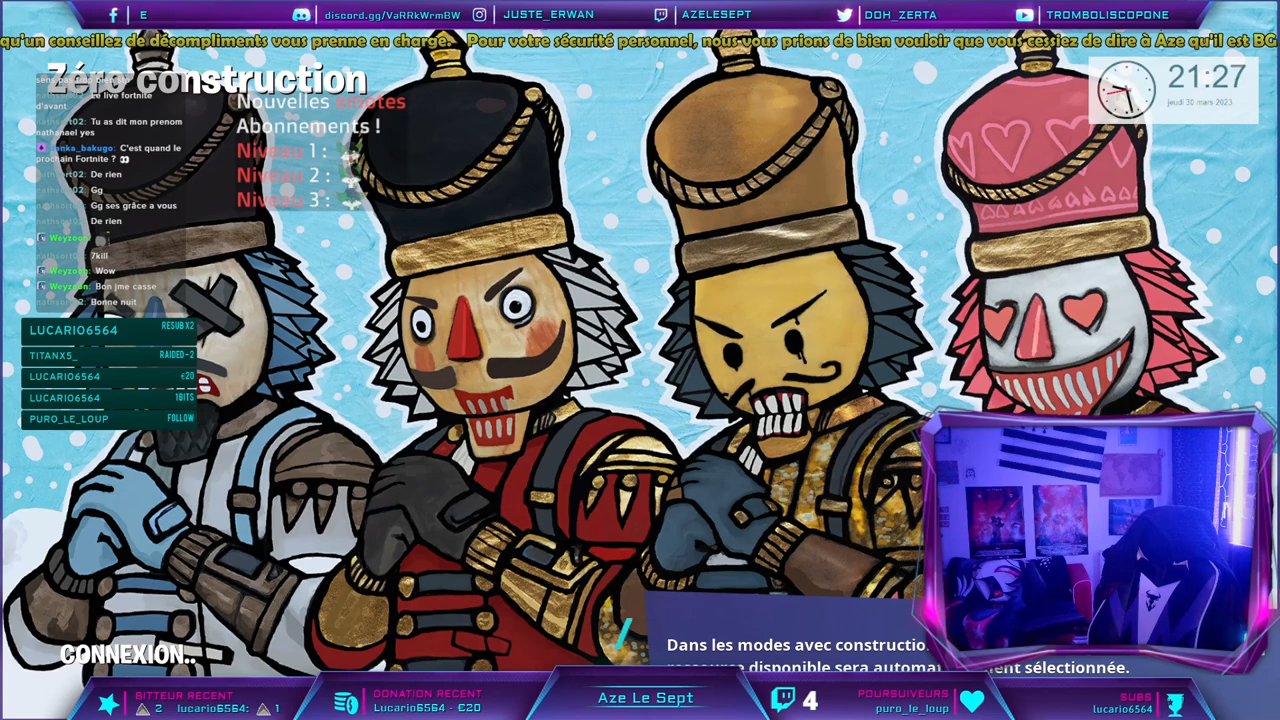 E
discord.gg/VaRRkWrmBW
JUSTE_ERWAN
AZELESEPT
DOH_ZERTA
TROMBOLISCOPONE
qu'un conseillez de décompliments vous prenne en charge. Pour votre sécurité personnel, nous vous prions de bien vouloir que vous cessiez de dire à Aze qu'il est BG
Zéro construction
21:27
jeudi 30 mars 2023
Le live fortnite
d'avant
Tu as dit mon prenom
nathanael yes
C'est quand le
prochain Fortnite ?
De rien
Gg
Gg ses grâce a vous
De rien
Weyzoon:
7kill
Weyzoon: Wow
Weyzoon: Bon jme casse
Bonne nuit
Nouvelles emotes
Abonnements !
Niveau 1 :
Niveau 2 :
Niveau 3 :
LUCARIO6564 RESUB X2
TITANX5_ RAIDED-2
LUCARIO6564 €20
LUCARIO6564 1BITS
PURO_LE_LOUP FOLLOW
CONNEXION..
Dans les modes avec constructio
ressource disponible sera automa ent sélectionnée.
BITTEUR RECENT
2 lucario64: 1
DONATION RECENT
Lucario6564 - €20
Aze Le Sept
4
POURSUIVEURS
puro_le_loup
SUBS
lucario6564